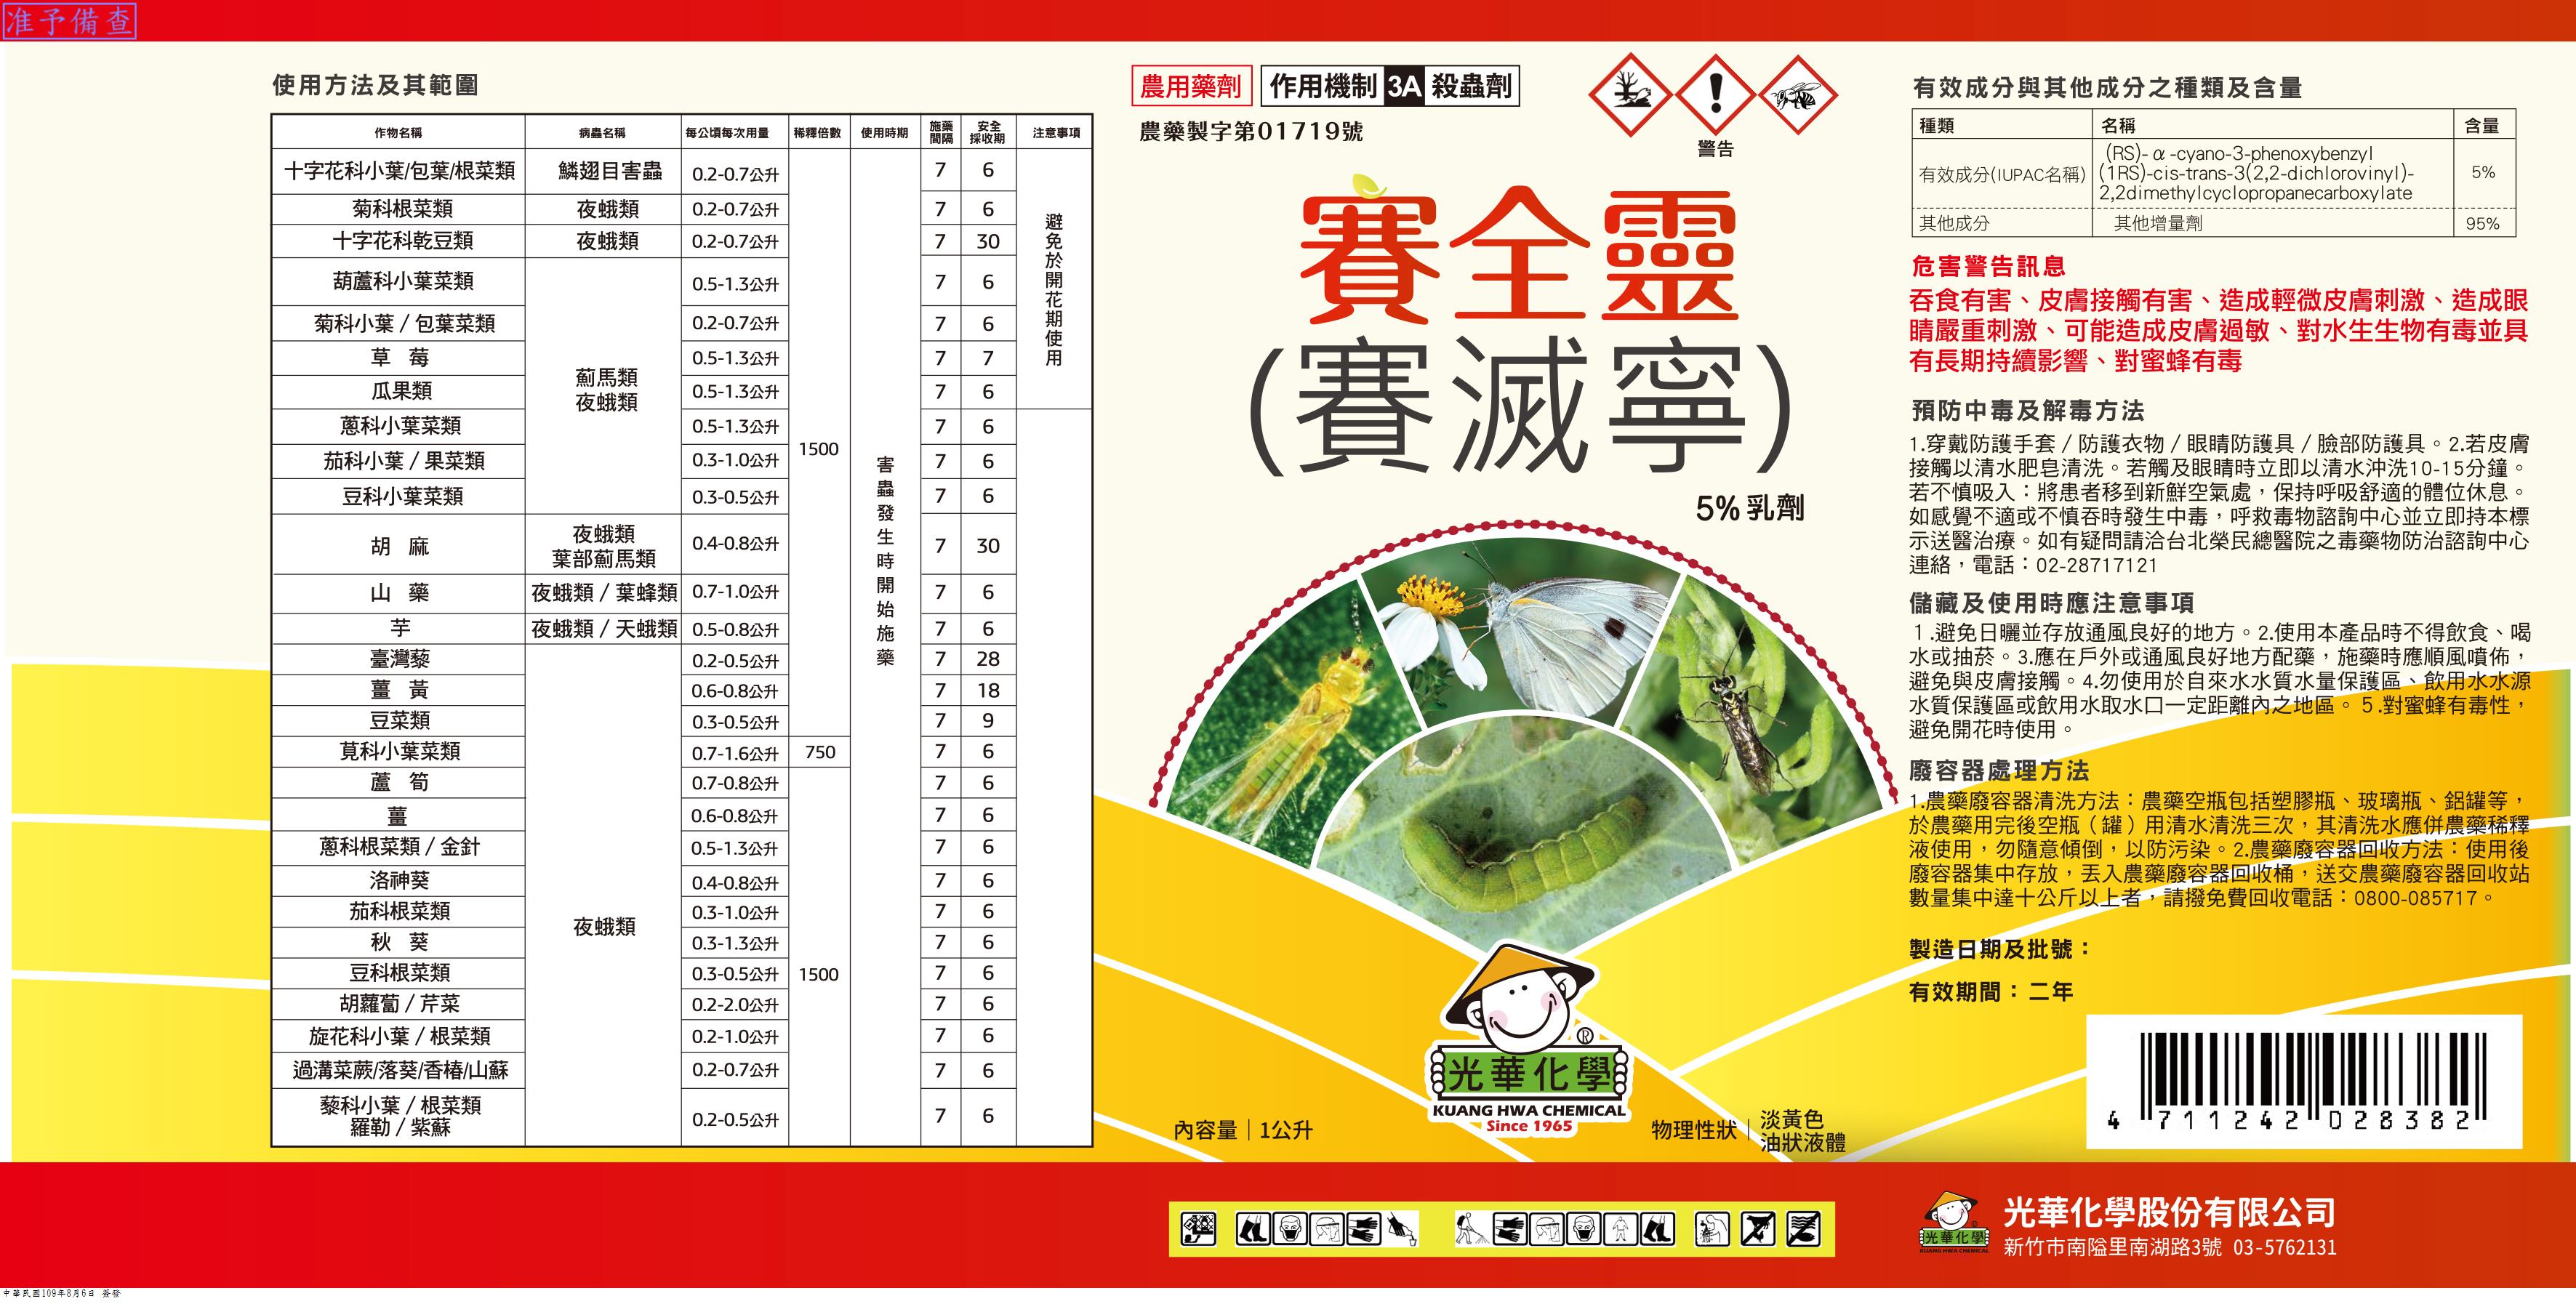 准予備查
使用方法及其範圍
作物名稱 病蟲名稱 每公頃每次用量 稀釋倍數 使用時期 施藥間隔 安全採收期 注意事項
十字花科小葉/包葉/根菜類 鱗翅目害蟲 0.2-0.7公升 7 6
菊科根菜類 夜蛾類 0.2-0.7公升 7 6
十字花科乾豆類 夜蛾類 0.2-0.7公升 7 30
葫蘆科小葉菜類 0.5-1.3公升 7 6
菊科小葉 / 包葉菜類 0.2-0.7公升 7 6
草 莓 0.5-1.3公升 7 7
瓜果類 0.5-1.3公升 7 6
蔥科小葉菜類 0.5-1.3公升 7 6
茄科小葉 / 果菜類 0.3-1.0公升 7 6
豆科小葉菜類 0.3-0.5公升 7 6
薊馬類
夜蛾類
1500
避免於開花期使用
害蟲發生時開始施藥
胡 麻 夜蛾類 葉部薊馬類 0.4-0.8公升 7 30
山 藥 夜蛾類 / 葉蜂類 0.7-1.0公升 7 6
芋 夜蛾類 / 天蛾類 0.5-0.8公升 7 6
臺灣藜 0.2-0.5公升 7 28
薑 黃 0.6-0.8公升 7 18
豆菜類 0.3-0.5公升 7 9
莧科小葉菜類 0.7-1.6公升 750 7 6
蘆 筍 0.7-0.8公升 7 6
薑 0.6-0.8公升 7 6
蔥科根菜類 / 金針 0.5-1.3公升 7 6
洛神葵 0.4-0.8公升 7 6
茄科根菜類 0.3-1.0公升 7 6
秋 葵 0.3-1.3公升 7 6
豆科根菜類 0.3-0.5公升 7 6
胡蘿蔔 / 芹菜 0.2-2.0公升 7 6
旋花科小葉 / 根菜類 0.2-1.0公升 7 6
過溝菜蕨/落葵/香椿/山蘇 0.2-0.7公升 7 6
藜科小葉 / 根菜類
羅勒 / 紫蘇 0.2-0.5公升 7 6
夜蛾類
1500
農用藥劑 作用機制 3A 殺蟲劑
農藥製字第01719號
警告
賽全靈
(賽滅寧)
5% 乳劑
®
光華化學
KUANG HWA CHEMICAL
Since 1965
內容量 | 1公升
物理性狀 | 淡黃色
油狀液體
有效成分與其他成分之種類及含量
種類 名稱 含量
有效成分(IUPAC名稱) (RS)-α-cyano-3-phenoxybenzyl
(1RS)-cis-trans-3(2,2-dichlorovinyl)-
2,2dimethylcyclopropanecarboxylate 5%
其他成分 其他增量劑 95%
危害警告訊息
吞食有害、皮膚接觸有害、造成輕微皮膚刺激、造成眼
睛嚴重刺激、可能造成皮膚過敏、對水生生物有毒並具
有長期持續影響、對蜜蜂有毒
預防中毒及解毒方法
1.穿戴防護手套 / 防護衣物 / 眼睛防護具 / 臉部防護具。2.若皮膚
接觸以清水肥皂清洗。若觸及眼睛時立即以清水沖洗10-15分鐘。
若不慎吸入：將患者移到新鮮空氣處，保持呼吸舒適的體位休息。
如感覺不適或不慎吞時發生中毒，呼救毒物諮詢中心並立即持本標
示送醫治療。如有疑問請洽台北榮民總醫院之毒藥物防治諮詢中心
連絡，電話：02-28717121
儲藏及使用時應注意事項
1.避免日曬並存放通風良好的地方。2.使用本產品時不得飲食、喝
水或抽菸。3.應在戶外或通風良好地方配藥，施藥時應順風噴佈，
避免與皮膚接觸。4.勿使用於自來水水質水量保護區、飲用水水源
水質保護區或飲用水取水口一定距離內之地區。5.對蜜蜂有毒性，
避免開花時使用。
廢容器處理方法
1.農藥廢容器清洗方法：農藥空瓶包括塑膠瓶、玻璃瓶、鋁罐等，
於農藥用完後空瓶（罐）用清水清洗三次，其清洗水應併農藥稀釋
液使用，勿隨意傾倒，以防污染。2.農藥廢容器回收方法：使用後
廢容器集中存放，丟入農藥廢容器回收桶，送交農藥廢容器回收站
數量集中達十公斤以上者，請撥免費回收電話：0800-085717。
製造日期及批號：
有效期間：二年
4 711242 028382
光華化學
KUANG HWA CHEMICAL
光華化學股份有限公司
新竹市南隘里南湖路3號 03-5762131
中華民國109年8月6日 簽發